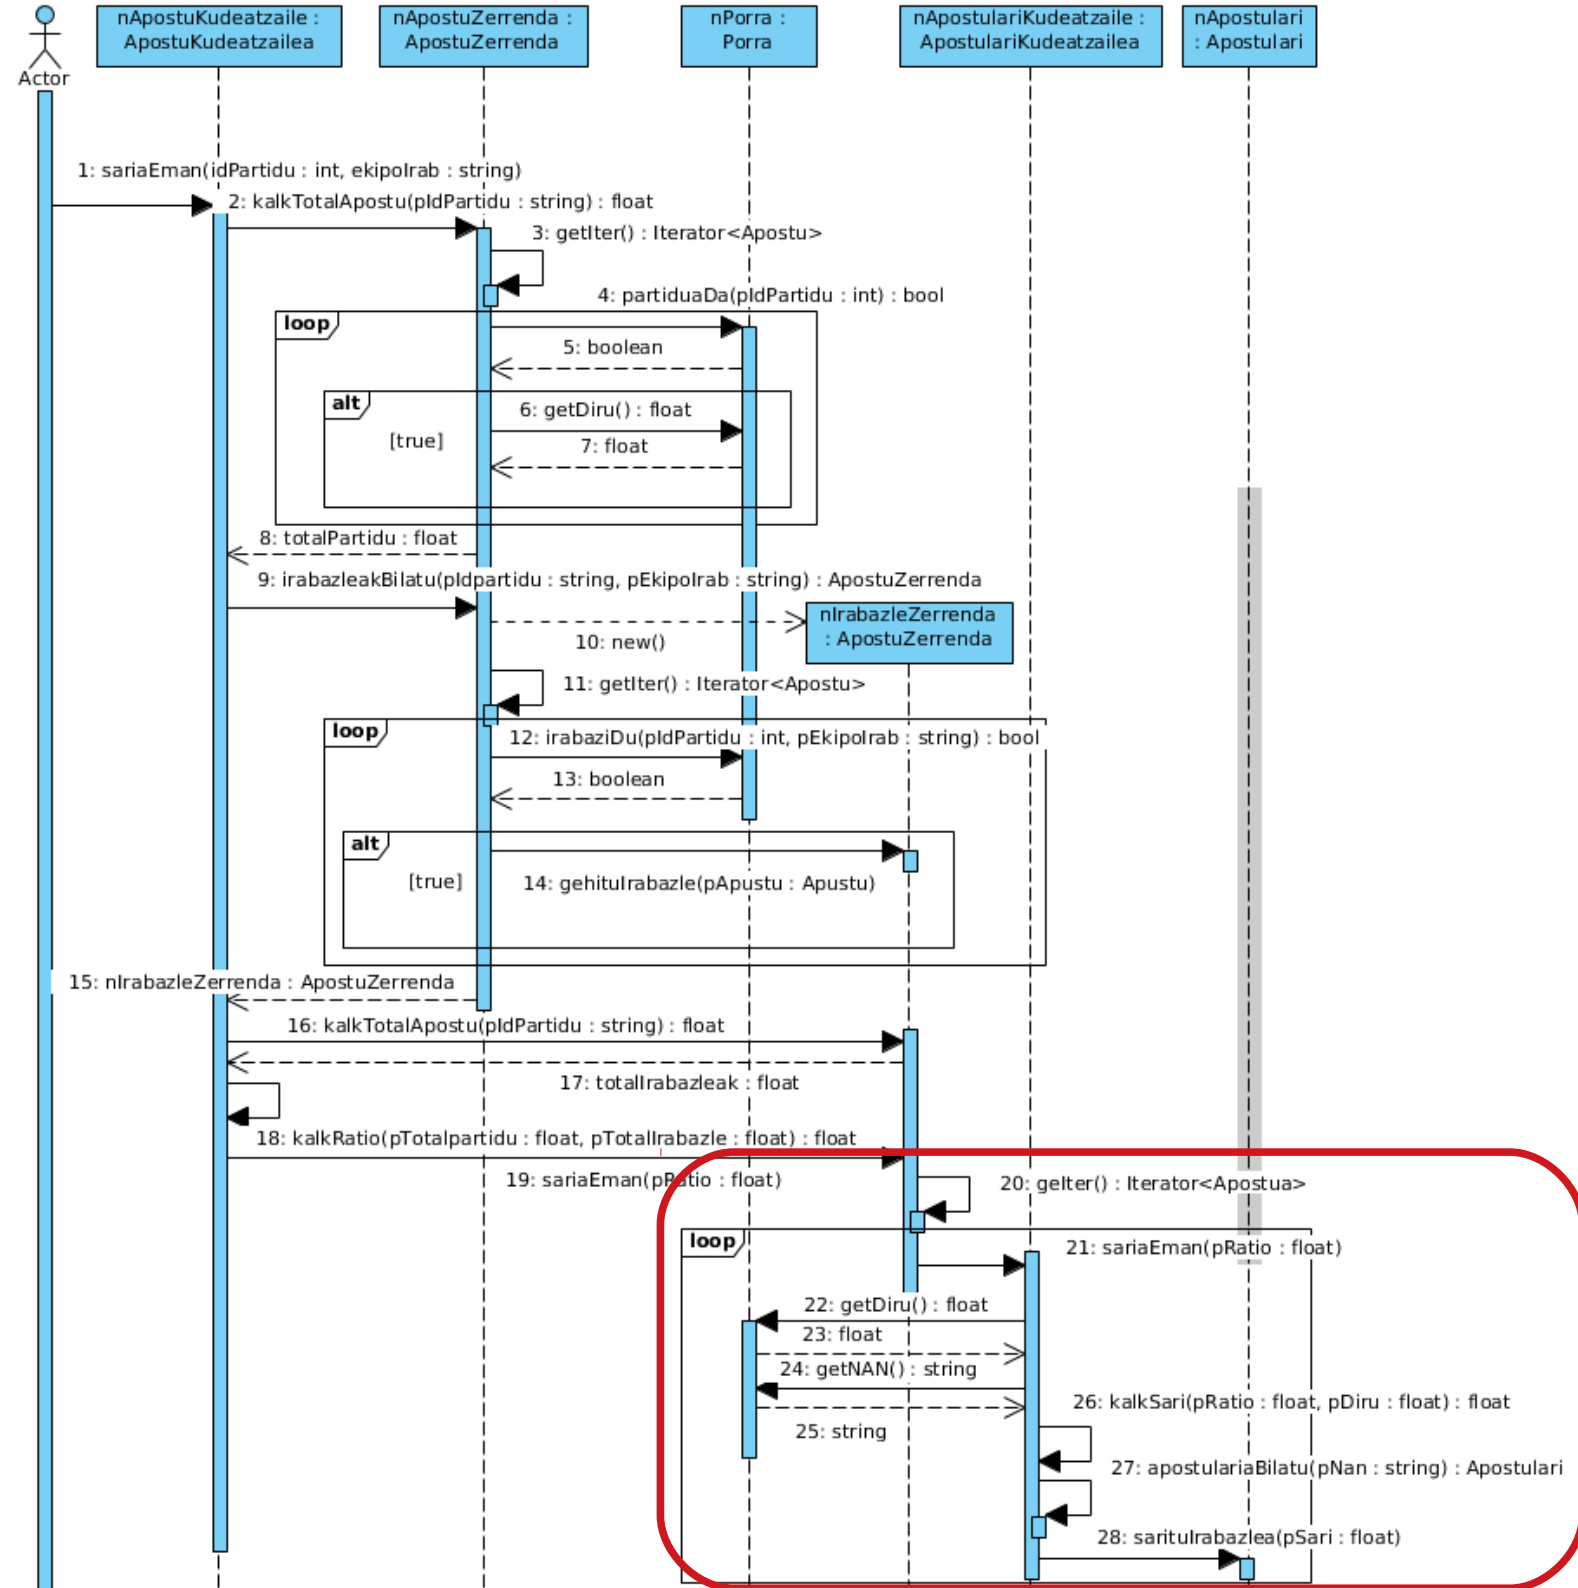 nApostuKudeatzaile :
ApostuKudeatzailea
nApostuZerrenda :
ApostuZerrenda
nPorra :
Porra
nApostulariKudeatzaile :
ApostulariKudeatzailea
nApostulari
: Apostulari
Actor
1: sariaEman(idPartidu : int, ekipoIrab : string)
2: kalkTotalApostu(pIdPartidu : string) : float
3: getIter() : Iterator<Apostu>
4: partiduaDa(pIdPartidu : int) : bool
loop
5: boolean
alt
6: getDiru() : float
[true]
7: float
8: totalPartidu : float
9: irabazleakBilatu(pIdpartidu : string, pEkipoIrab : string) : ApostuZerrenda
nIrabazleZerrenda
: ApostuZerrenda
10: new()
11: getIter() : Iterator<Apostu>
loop
12: irabaziDu(pIdPartidu : int, pEkipoIrab : string) : bool
13: boolean
alt
[true]
14: gehituIrabazle(pApustu : Apustu)
15: nIrabazleZerrenda : ApostuZerrenda
16: kalkTotalApostu(pIdPartidu : string) : float
17: totalIrabazleak : float
18: kalkRatio(pTotalpartidu : float, pTotalIrabazle : float) : float
19: sariaEman(pRatio : float)
20: geIter() : Iterator<Apostua>
loop
21: sariaEman(pRatio : float)
22: getDiru() : float
23: float
24: getNAN() : string
25: string
26: kalkSari(pRatio : float, pDiru : float) : float
27: apostulariaBilatu(pNan : string) : Apostulari
28: sarituIrabazlea(pSari : float)